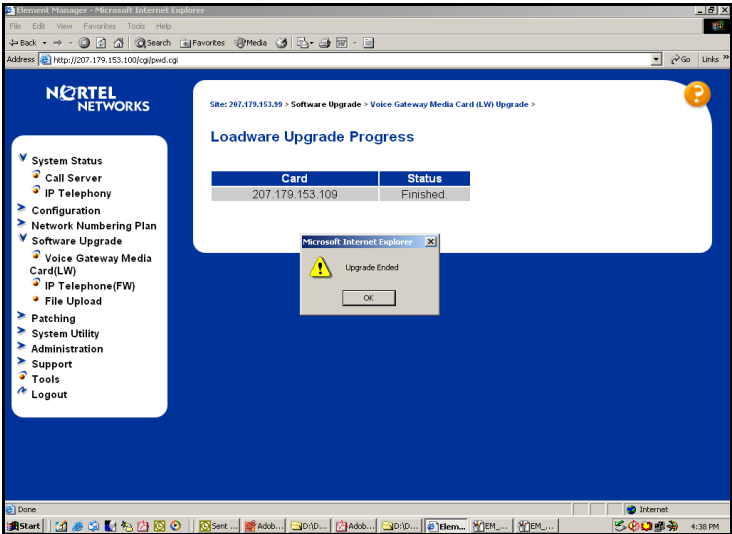 Element Manager - Microsoft Internet Explorer
File Edit View Favorites Tools Help
Back Search Favorites Media
Address http://207.179.153.100/cgi/pwd.cgi Go Links »
NORTEL
NETWORKS
Site: 207.179.153.99 > Software Upgrade > Voice Gateway Media Card (LW) Upgrade >
?
Loadware Upgrade Progress
Card Status
207.179.153.109 Finished.
System Status
Call Server
IP Telephony
Configuration
Network Numbering Plan
Software Upgrade
Voice Gateway Media
Card(LW)
IP Telephone(FW)
File Upload
Patching
System Utility
Administration
Support
Tools
Logout
Microsoft Internet Explorer
Upgrade Ended
OK
Done Internet
Start Sent ... Adob... D:\D... Adob... D:\D... Elem... EM_... EM_... 4:38 PM